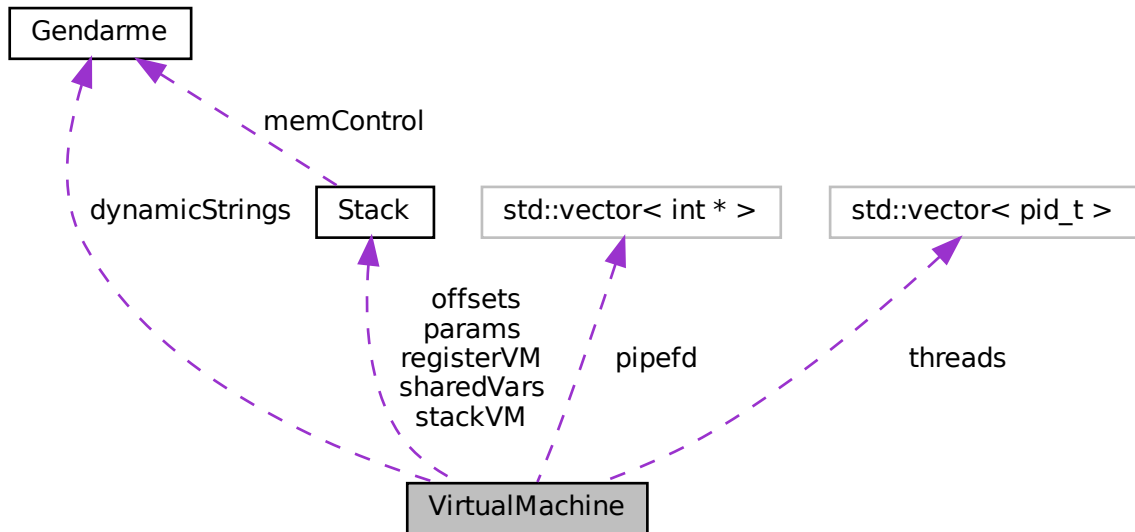 Gendarme
memControl
dynamicStrings
Stack
std::vector< int * >
std::vector< pid_t >
offsets
params
registerVM
sharedVars
stackVM
pipefd
threads
VirtualMachine